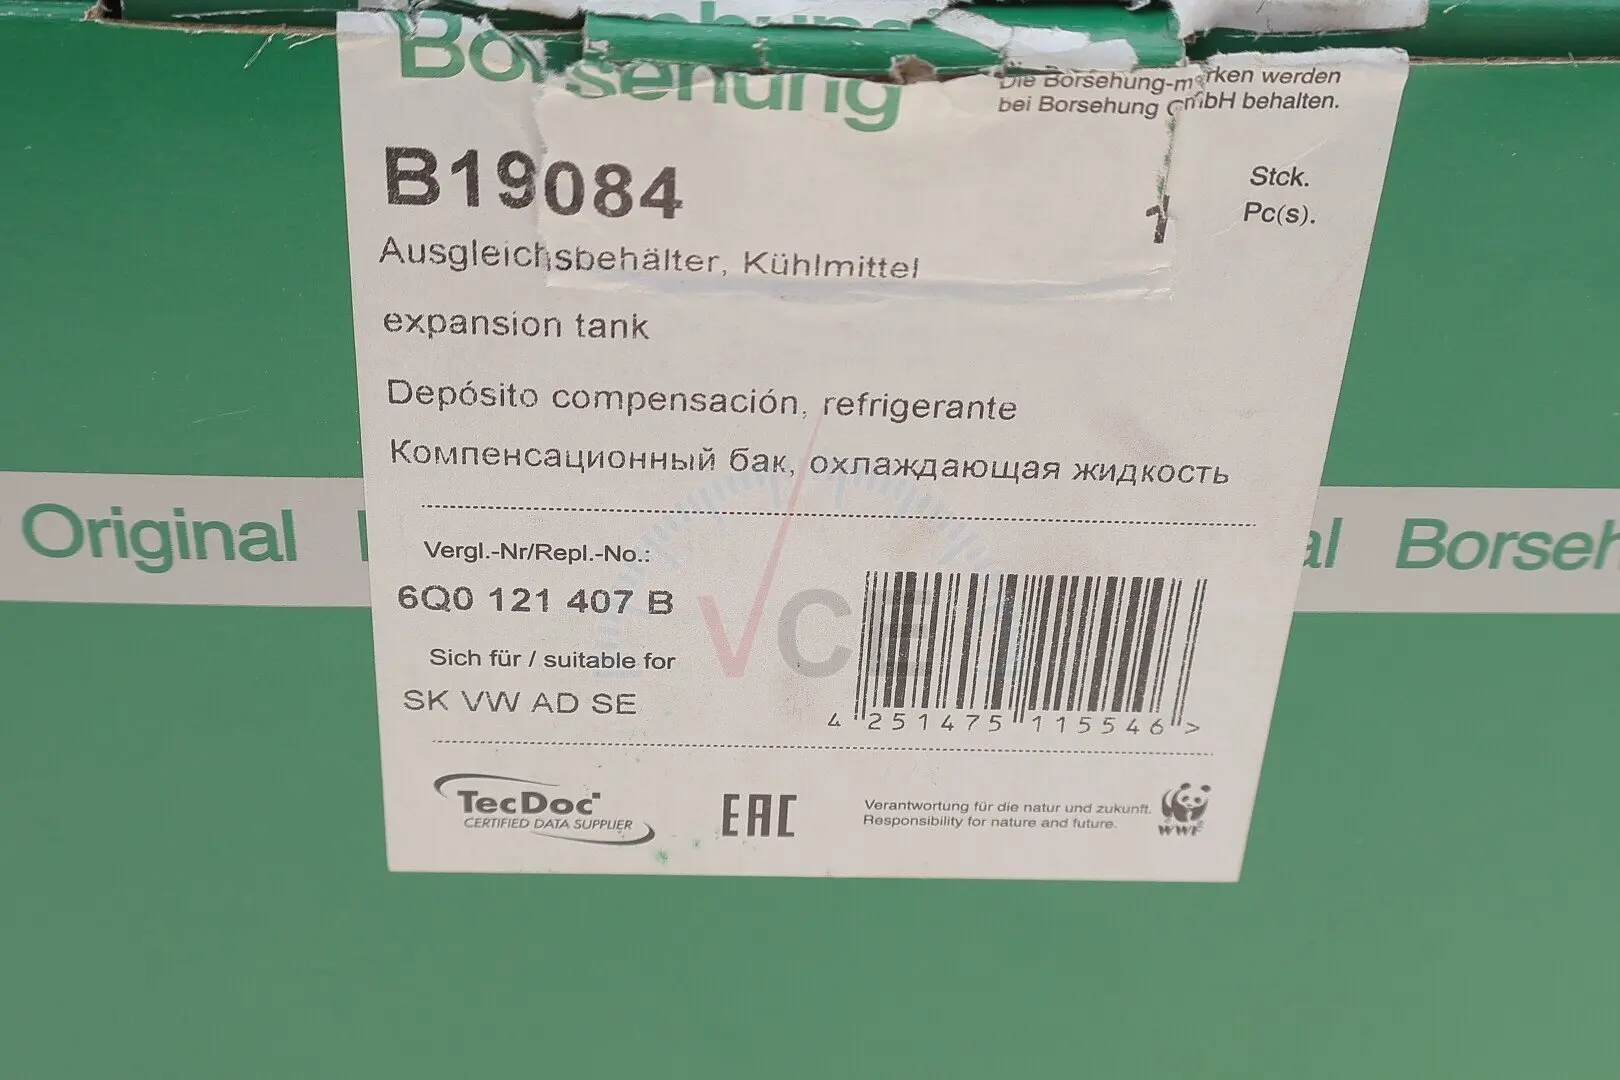 Borsehung
Die Borsehung-marken werden
bei Borsehung GmbH behalten.
B19084
1
Stck.
Pc(s).
Ausgleichsbehälter, Kühlmittel
expansion tank
Depósito compensación, refrigerante
Компенсационный бак, охлаждающая жидкость
Original
al Borseh
Vergl.-Nr/Repl.-No.:
6Q0 121 407 B
Sich für / suitable for
SK VW AD SE
VCE
4 251475 115546 >
TecDoc
CERTIFIED DATA SUPPLIER
EAC
Verantwortung für die natur und zukunft.
Responsibility for nature and future.
WWF